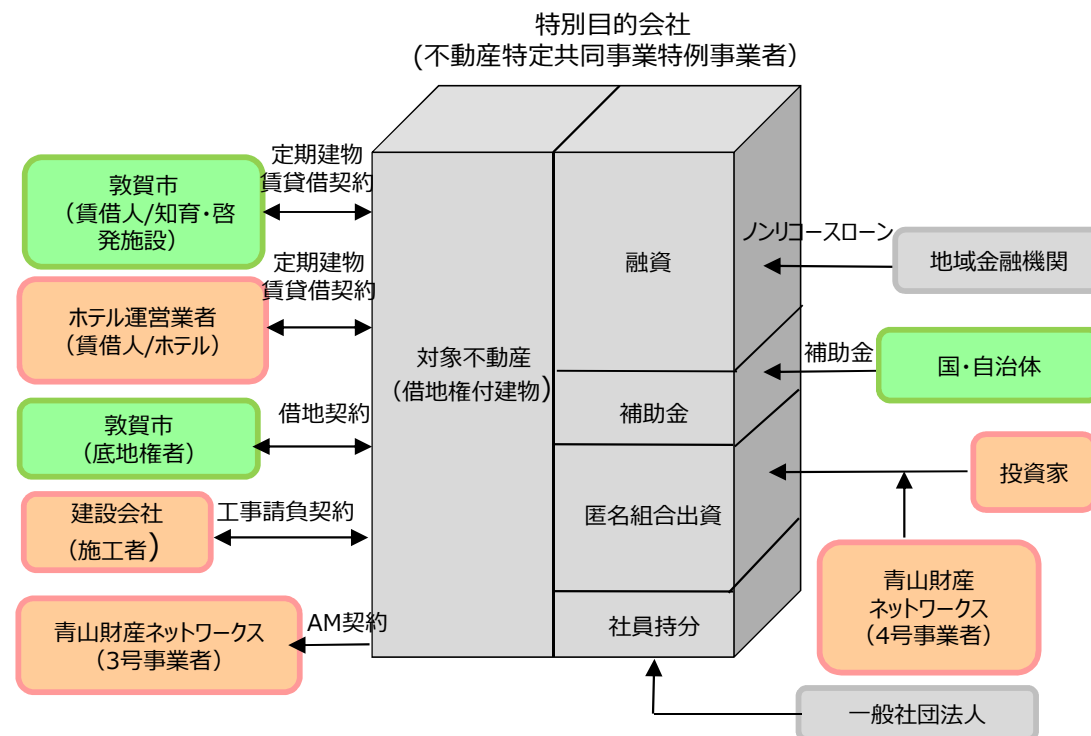 特別目的会社
(不動産特定共同事業特例事業者)
敦賀市
(賃借人/知育・啓
発施設)
定期建物
賃貸借契約
ホテル運営業者
(賃借人/ホテル)
定期建物
賃貸借契約
敦賀市
(底地権者)
借地契約
建設会社
(施工者)
工事請負契約
青山財産ネットワークス
(3号事業者)
AM契約
対象不動産
(借地権付建物)
融資
補助金
匿名組合出資
社員持分
ノンリコースローン
地域金融機関
補助金
国・自治体
投資家
青山財産
ネットワークス
(4号事業者)
一般社団法人